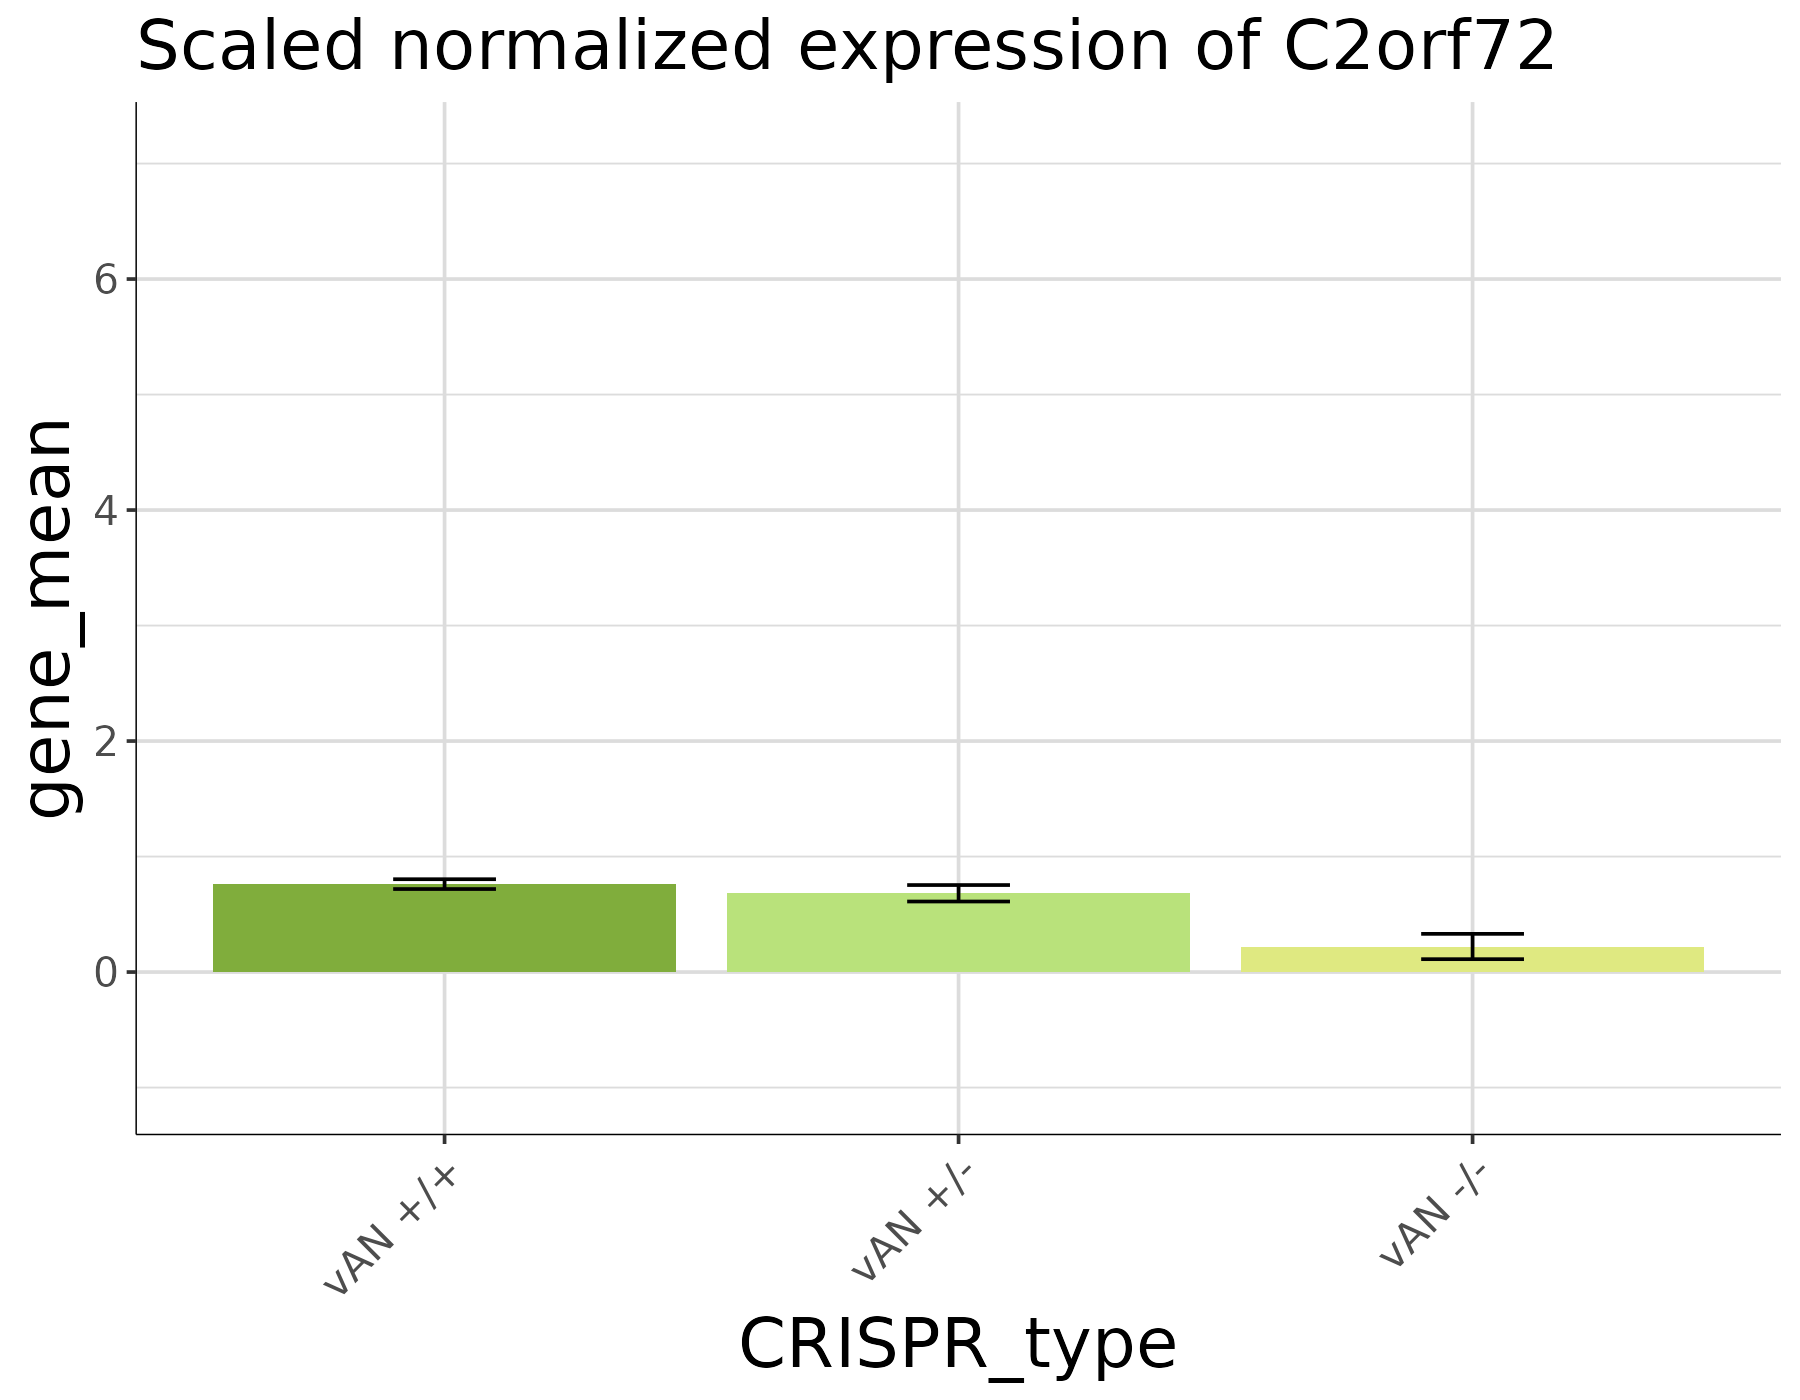 Scaled normalized expression of C2orf72
gene_mean
6
4
2
0
vAN +/+
vAN +/-
vAN -/-
CRISPR_type